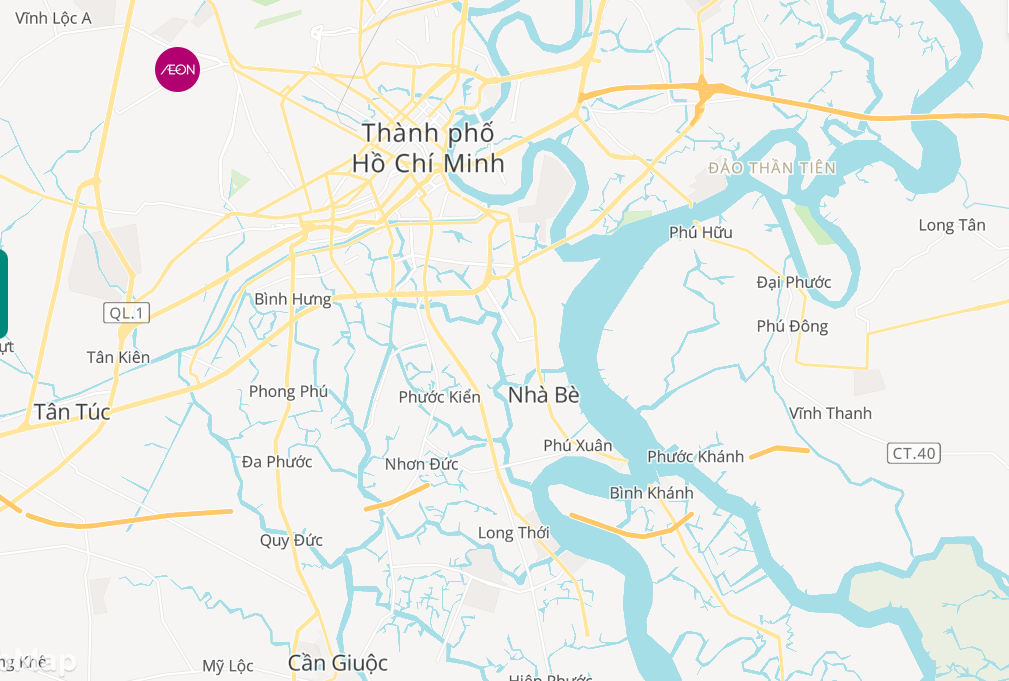 Vĩnh Lộc A
ÆON
Thành phố
Hồ Chí Minh
ĐẢO THẦN TIÊN
Long Tân
Phú Hữu
Đại Phước
Bình Hưng
QL.1
Phú Đông
Tân Kiên
Phong Phú
Phước Kiển
Nhà Bè
Tân Túc
Vĩnh Thanh
Phú Xuân
CT.40
Phước Khánh
Đa Phước
Nhơn Đức
Bình Khánh
Long Thới
Quy Đức
Mỹ Lộc
Cần Giuộc